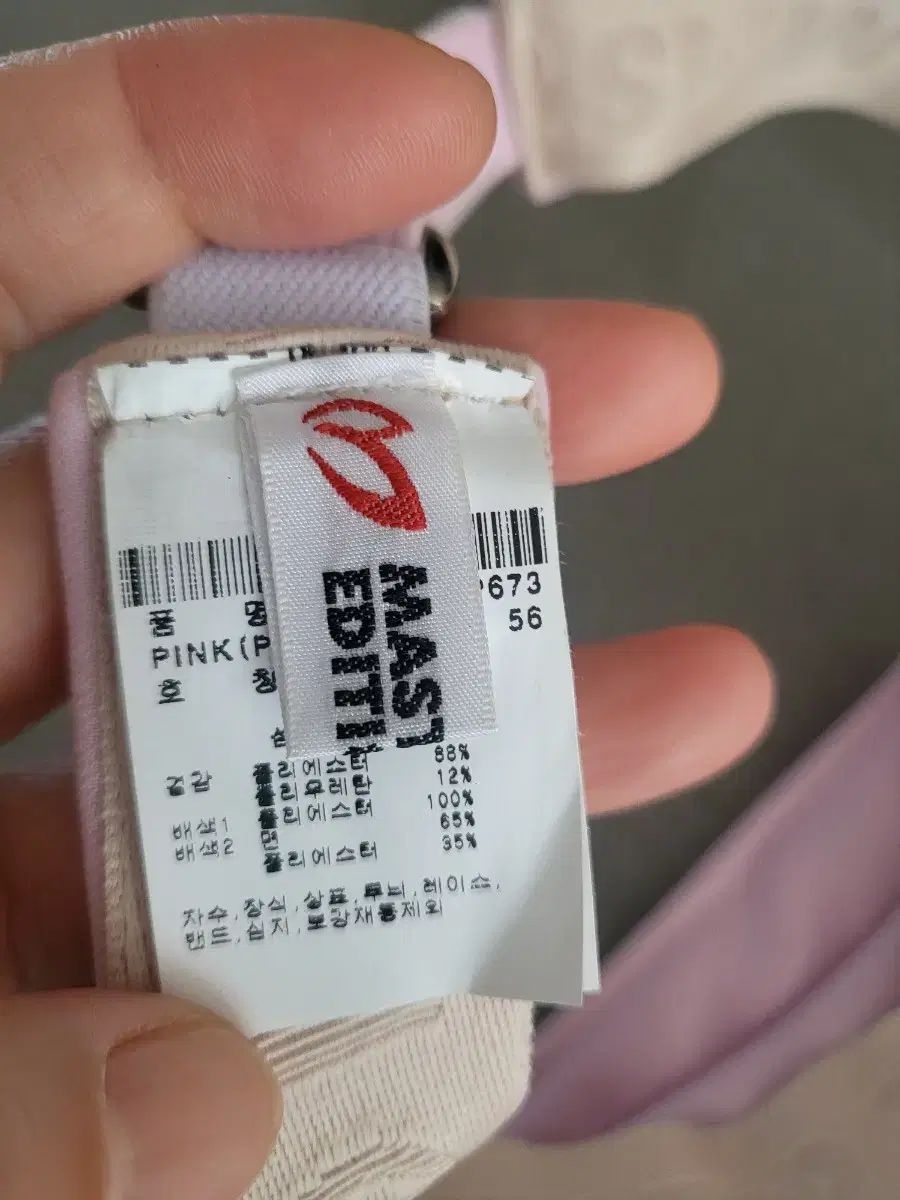 MAST
EDITI
673
품 명
56
PINK(P
호 칭
겉감 폴리에스터 88%
폴리우레탄 12%
배색1 폴리에스터 100%
배색2 면 65%
폴리에스터 35%
자수,장식,상표,무늬,레이스,
밴드,심지,보강재등제외